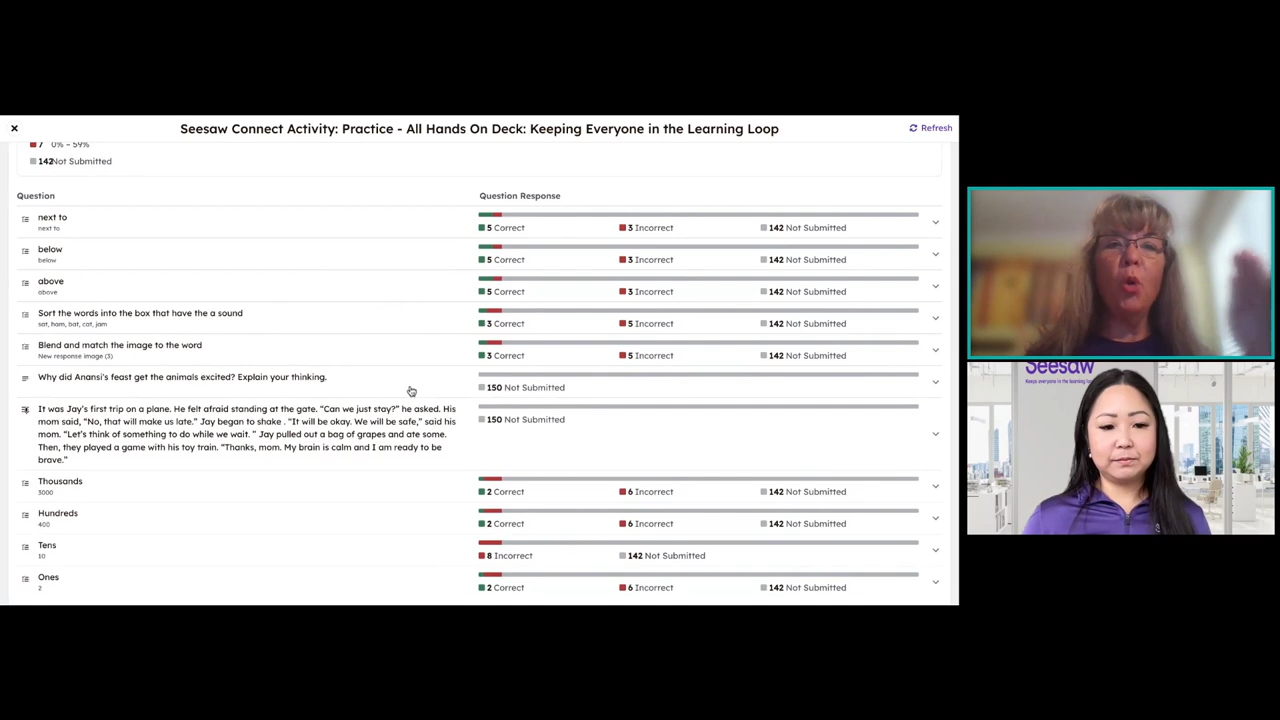 Seesaw Connect Activity: Practice - All Hands On Deck: Keeping Everyone in the Learning Loop
Refresh
7 0% – 59%
142 Not Submitted
Question
Question Response
next to
next to
5 Correct
3 Incorrect
142 Not Submitted
below
below
5 Correct
3 Incorrect
142 Not Submitted
above
above
5 Correct
3 Incorrect
142 Not Submitted
Sort the words into the box that have the a sound
sat, ham, bat, cat, jam
3 Correct
5 Incorrect
142 Not Submitted
Blend and match the image to the word
New response image (3)
3 Correct
5 Incorrect
142 Not Submitted
Why did Anansi's feast get the animals excited? Explain your thinking.
150 Not Submitted
It was Jay's first trip on a plane. He felt afraid standing at the gate. "Can we just stay?" he asked. His
mom said, "No, that will make us late." Jay began to shake . "It will be okay. We will be safe," said his
mom. "Let's think of something to do while we wait. " Jay pulled out a bag of grapes and ate some.
Then, they played a game with his toy train. "Thanks, mom. My brain is calm and I am ready to be
brave."
150 Not Submitted
Thousands
3000
2 Correct
6 Incorrect
142 Not Submitted
Hundreds
400
2 Correct
6 Incorrect
142 Not Submitted
Tens
10
8 Incorrect
142 Not Submitted
Ones
2
2 Correct
6 Incorrect
142 Not Submitted
Seesaw
Keeps everyone in the learning loop